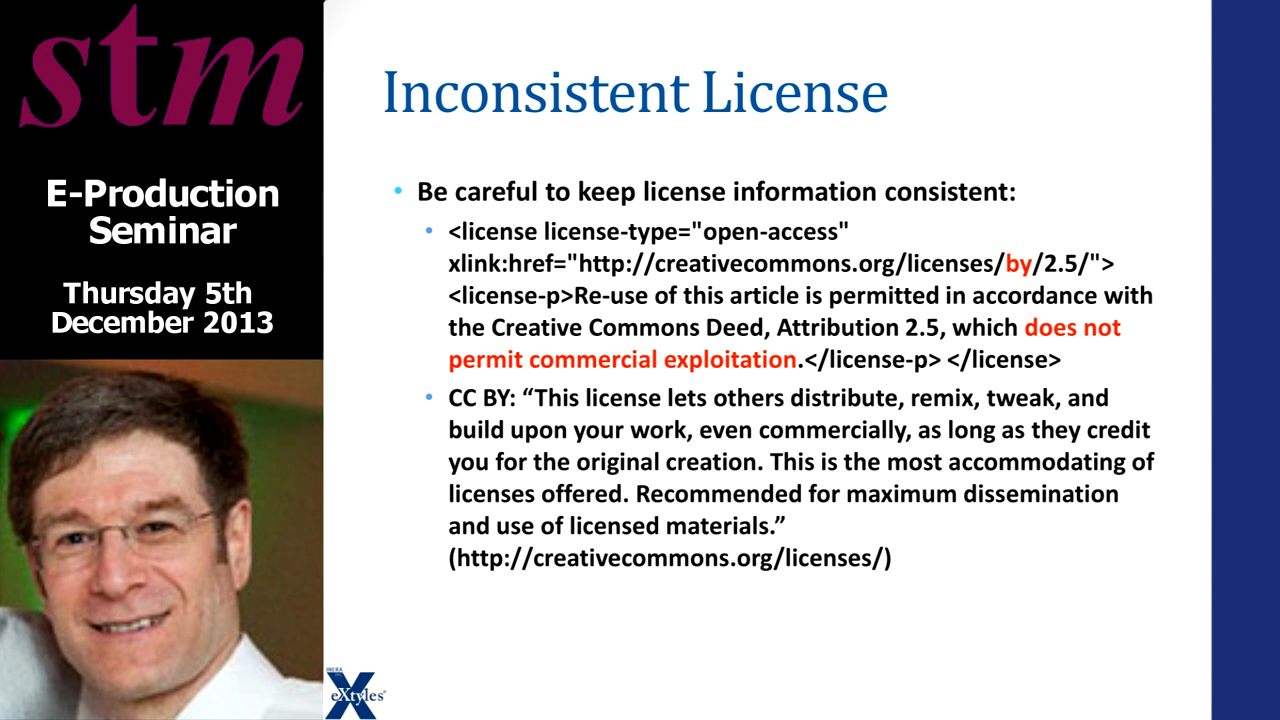 stm
E-Production
Seminar
Thursday 5th
December 2013
Inconsistent License
• Be careful to keep license information consistent:
• <license license-type="open-access"
xlink:href="http://creativecommons.org/licenses/by/2.5/">
<license-p>Re-use of this article is permitted in accordance with
the Creative Commons Deed, Attribution 2.5, which does not
permit commercial exploitation.</license-p> </license>
• CC BY: “This license lets others distribute, remix, tweak, and
build upon your work, even commercially, as long as they credit
you for the original creation. This is the most accommodating of
licenses offered. Recommended for maximum dissemination
and use of licensed materials.”
(http://creativecommons.org/licenses/)
INERA
eXtyles®